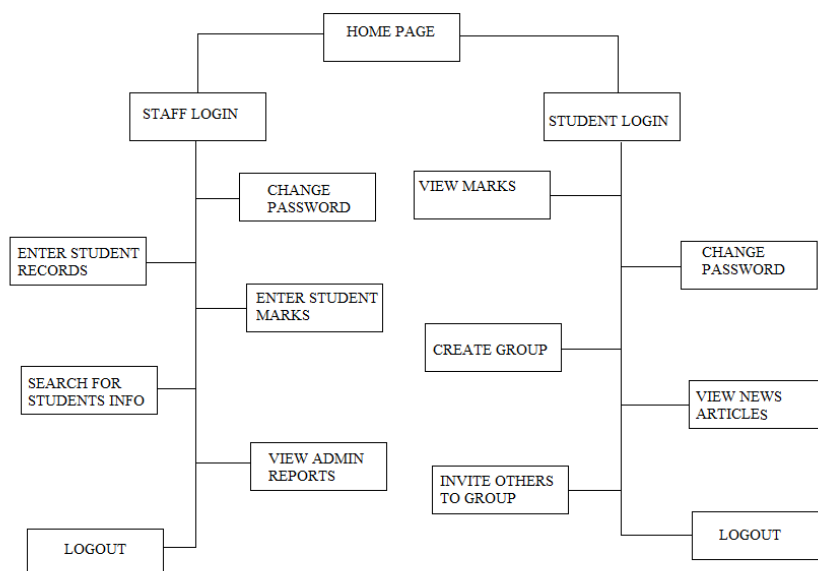 HOME PAGE
STAFF LOGIN
STUDENT LOGIN
CHANGE
PASSWORD
VIEW MARKS
ENTER STUDENT
RECORDS
CHANGE
PASSWORD
ENTER STUDENT
MARKS
CREATE GROUP
SEARCH FOR
STUDENTS INFO
VIEW NEWS
ARTICLES
VIEW ADMIN
REPORTS
INVITE OTHERS
TO GROUP
LOGOUT
LOGOUT